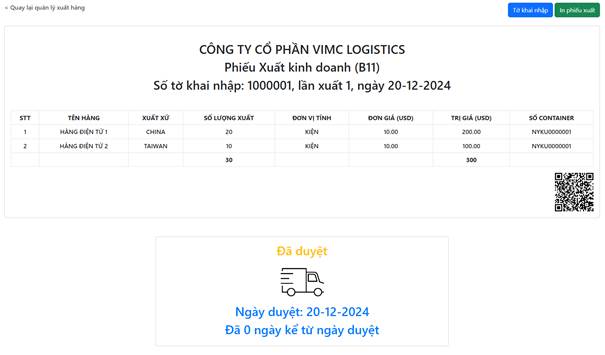 < Quay lại quản lý xuất hàng
Tờ khai nhập
In phiếu xuất
CÔNG TY CỔ PHẦN VIMC LOGISTICS
Phiếu Xuất kinh doanh (B11)
Số tờ khai nhập: 1000001, lần xuất 1, ngày 20-12-2024
STT TÊN HÀNG XUẤT XỨ SỐ LƯỢNG XUẤT ĐƠN VỊ TÍNH ĐƠN GIÁ (USD) TRỊ GIÁ (USD) SỐ CONTAINER
1 HÀNG ĐIỆN TỬ 1 CHINA 20 KIỆN 10.00 200.00 NYKU0000001
2 HÀNG ĐIỆN TỬ 2 TAIWAN 10 KIỆN 10.00 100.00 NYKU0000001
30 300
Đã duyệt
Ngày duyệt: 20-12-2024
Đã 0 ngày kể từ ngày duyệt